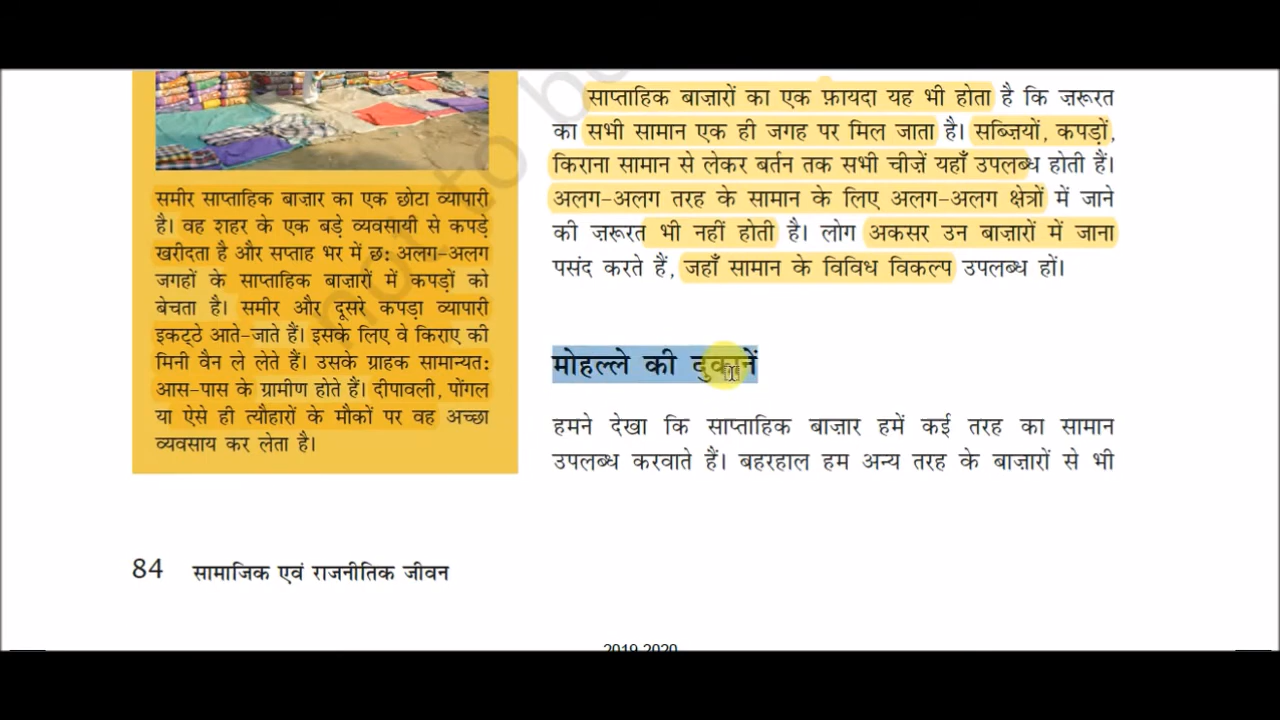 समीर साप्ताहिक बाज़ार का एक छोटा व्यापारी
है। वह शहर के एक बड़े व्यवसायी से कपड़े
खरीदता है और सप्ताह भर में छ: अलग-अलग
जगहों के साप्ताहिक बाज़ारों में कपड़ों को
बेचता है। समीर और दूसरे कपड़ा व्यापारी
इकट्ठे आते-जाते हैं। इसके लिए वे किराए की
मिनी वैन ले लेते हैं। उसके ग्राहक सामान्यत:
आस-पास के ग्रामीण होते हैं। दीपावली, पोंगल
या ऐसे ही त्यौहारों के मौकों पर वह अच्छा
व्यवसाय कर लेता है।
साप्ताहिक बाज़ारों का एक फ़ायदा यह भी होता है कि ज़रूरत
का सभी सामान एक ही जगह पर मिल जाता है। सब्ज़ियों, कपड़ों,
किराना सामान से लेकर बर्तन तक सभी चीज़ें यहाँ उपलब्ध होती हैं।
अलग-अलग तरह के सामान के लिए अलग-अलग क्षेत्रों में जाने
की ज़रूरत भी नहीं होती है। लोग अकसर उन बाज़ारों में जाना
पसंद करते हैं, जहाँ सामान के विविध विकल्प उपलब्ध हों।
मोहल्ले की दुकानें
हमने देखा कि साप्ताहिक बाज़ार हमें कई तरह का सामान
उपलब्ध करवाते हैं। बहरहाल हम अन्य तरह के बाज़ारों से भी
84 सामाजिक एवं राजनीतिक जीवन
2019 2020
not to b